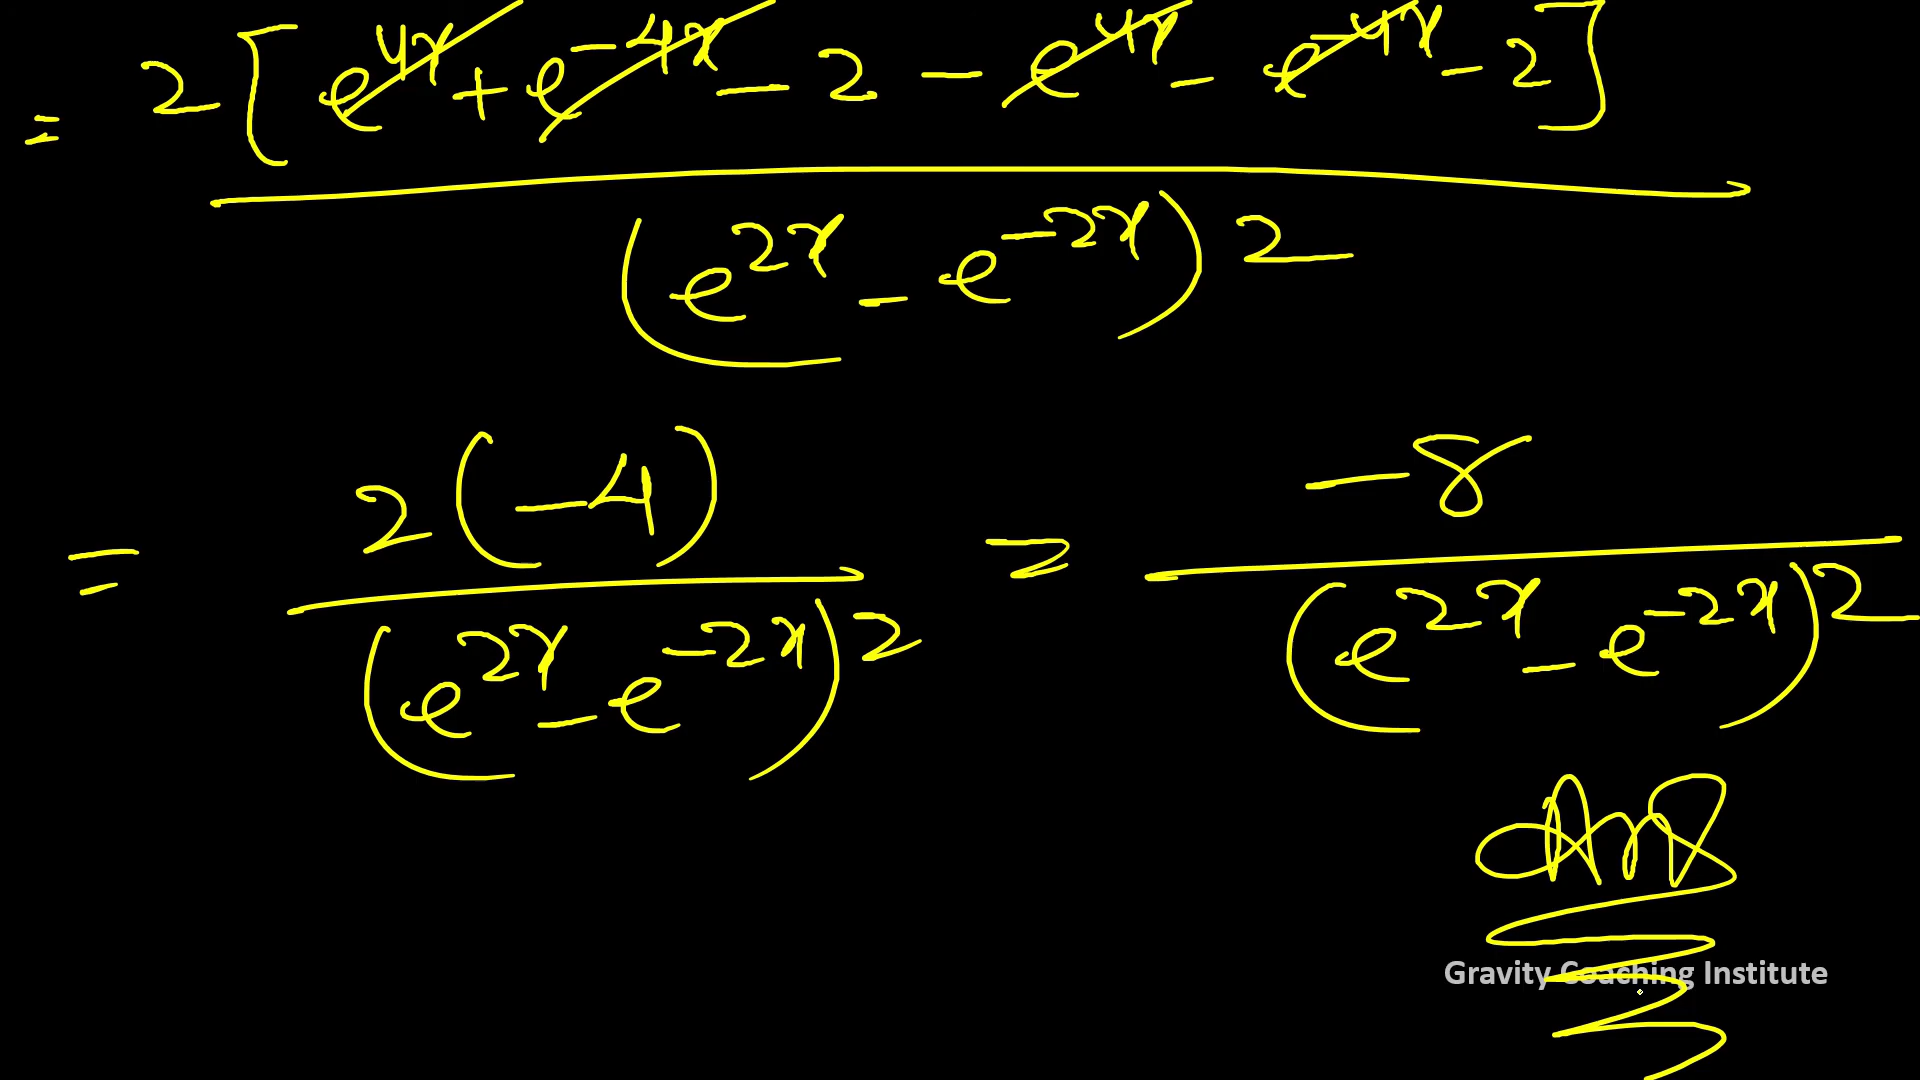 = 2[e^{4x} + e^{-4x} - 2 - e^{4x} - e^{-4x} - 2]
(e^{2x} - e^{-2x})^2
= 2(-4) = -8
(e^{2x} - e^{-2x})^2 (e^{2x} - e^{-2x})^2
Ans
Gravity Coaching Institute